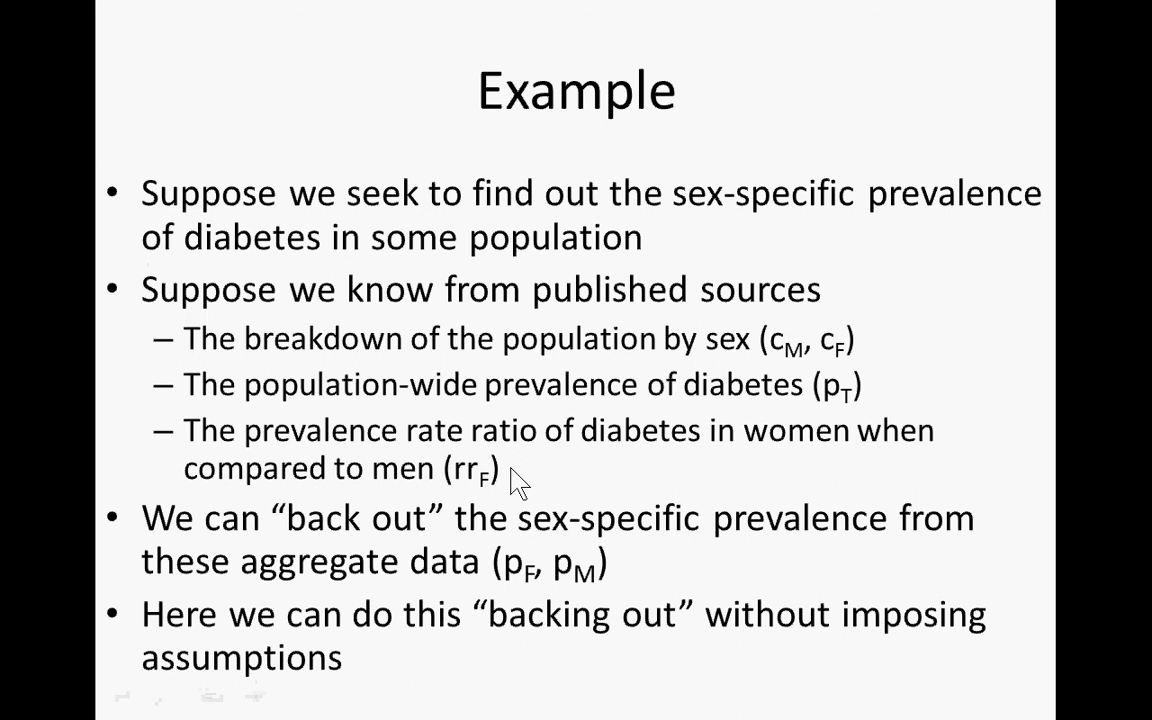 Example
• Suppose we seek to find out the sex-specific prevalence
of diabetes in some population
• Suppose we know from published sources
– The breakdown of the population by sex (cM, cF)
– The population-wide prevalence of diabetes (pT)
– The prevalence rate ratio of diabetes in women when
compared to men (rrF)
• We can “back out” the sex-specific prevalence from
these aggregate data (pF, pM)
• Here we can do this “backing out” without imposing
assumptions